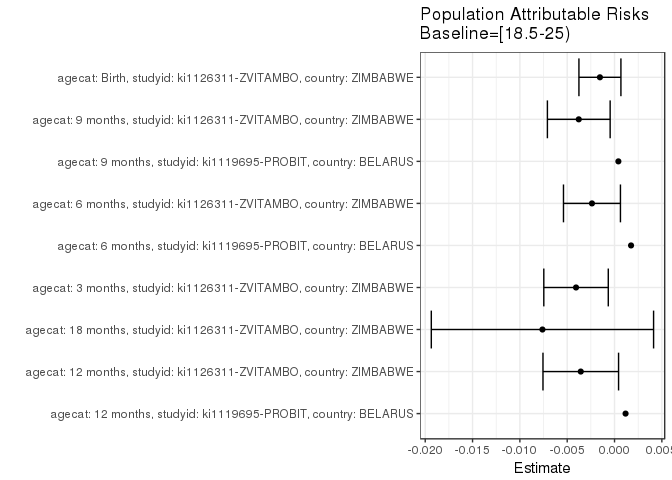 Population Attributable Risks
Baseline=[18.5-25)
agecat: Birth, studyid: ki1126311-ZVITAMBO, country: ZIMBABWE
agecat: 9 months, studyid: ki1126311-ZVITAMBO, country: ZIMBABWE
agecat: 9 months, studyid: ki1119695-PROBIT, country: BELARUS
agecat: 6 months, studyid: ki1126311-ZVITAMBO, country: ZIMBABWE
agecat: 6 months, studyid: ki1119695-PROBIT, country: BELARUS
agecat: 3 months, studyid: ki1126311-ZVITAMBO, country: ZIMBABWE
agecat: 18 months, studyid: ki1126311-ZVITAMBO, country: ZIMBABWE
agecat: 12 months, studyid: ki1126311-ZVITAMBO, country: ZIMBABWE
agecat: 12 months, studyid: ki1119695-PROBIT, country: BELARUS
-0.020 -0.015 -0.010 -0.005 0.000 0.005
Estimate